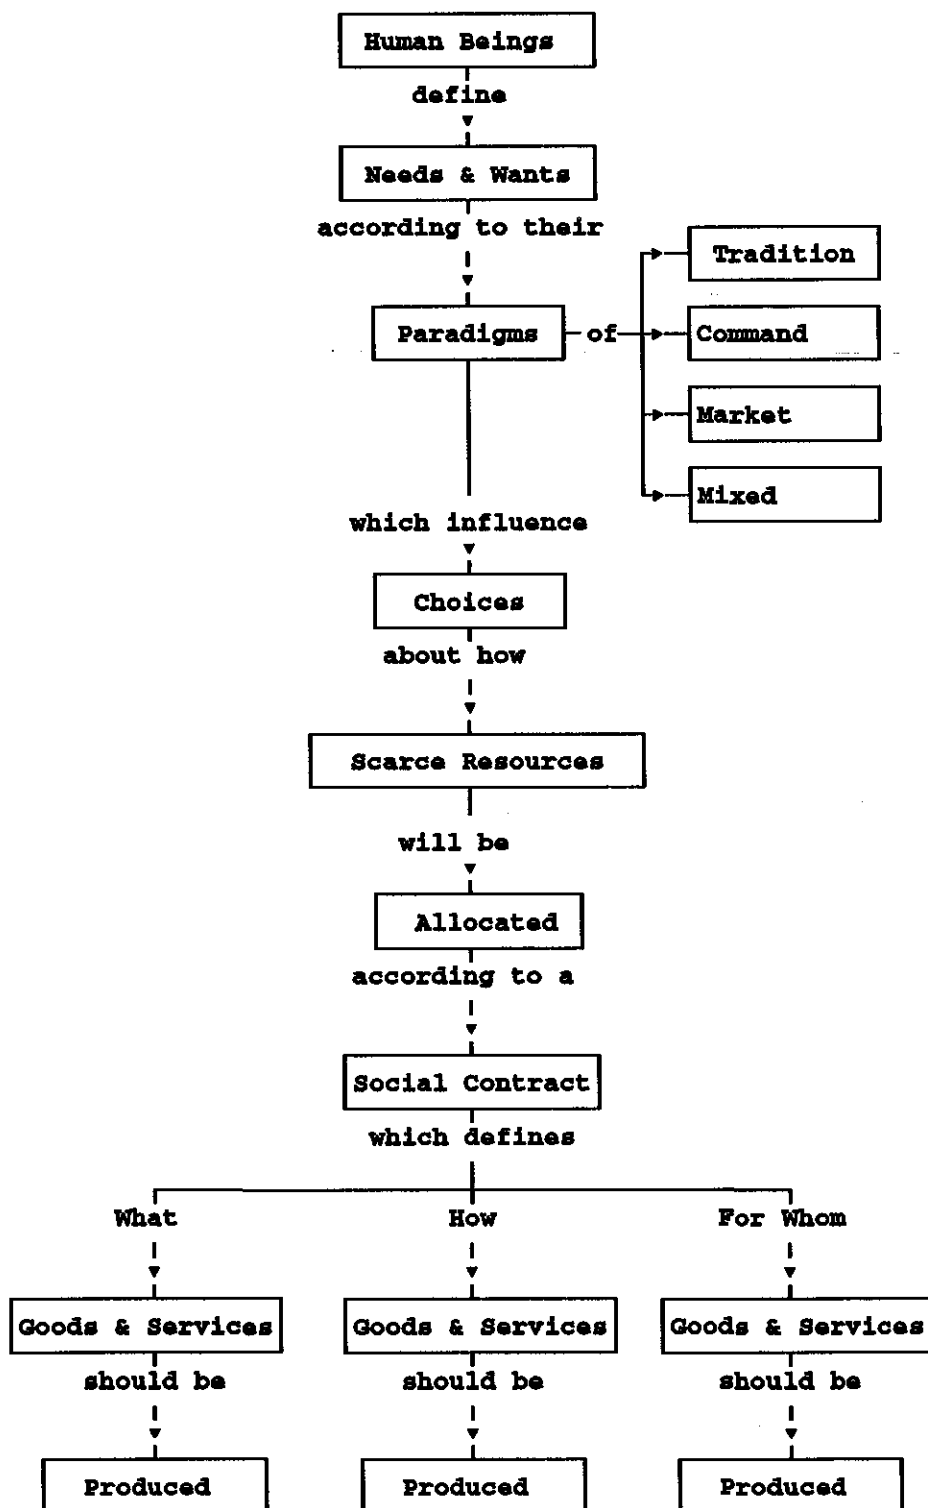 Human Beings
define
Needs & Wants
according to their
Tradition
Paradigms of Command
Market
Mixed
which influence
Choices
about how
Scarce Resources
will be
Allocated
according to a
Social Contract
which defines
What How For Whom
Goods & Services Goods & Services Goods & Services
should be should be should be
Produced Produced Produced